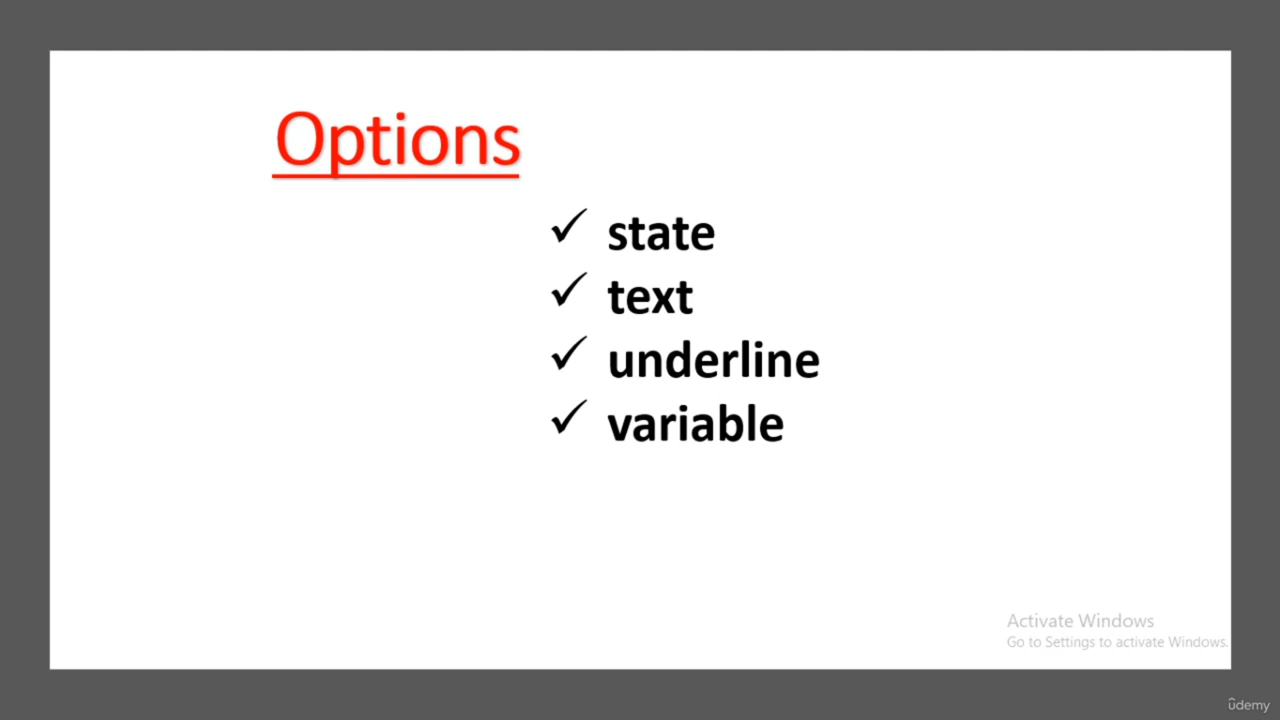 Options
✓ state
✓ text
✓ underline
✓ variable
Activate Windows
Go to Settings to activate Windows.
ûdemy